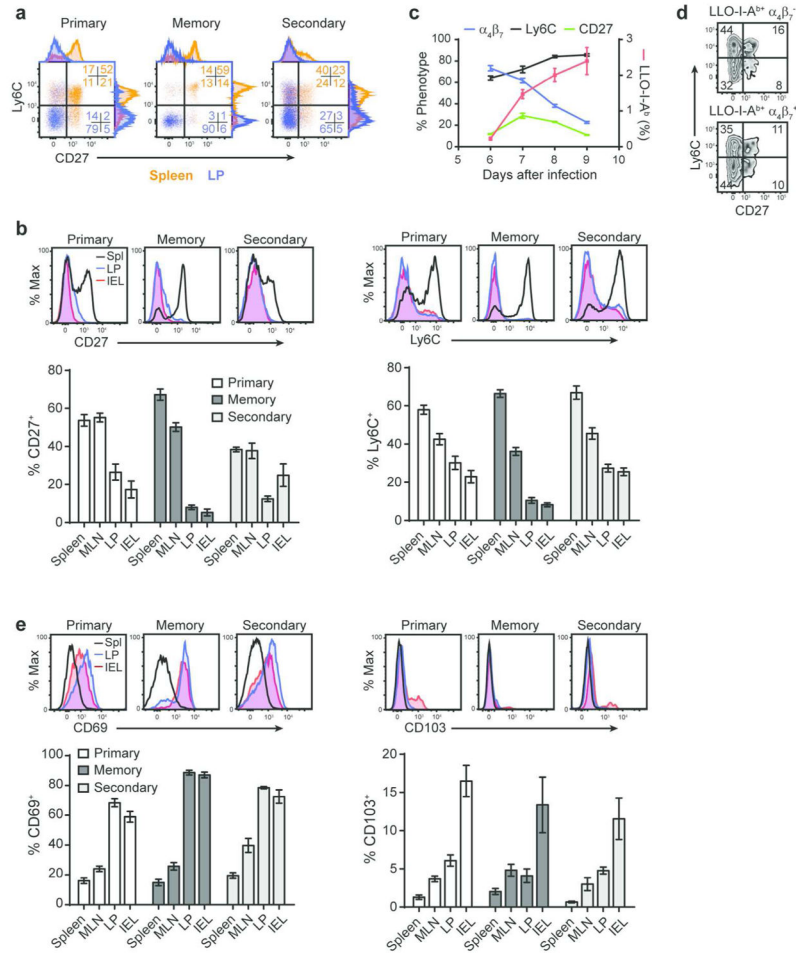 a
Primary
Memory
Secondary
Ly6C
17 52
11 21
14 2
79 5
14 59
13 14
3 1
90 6
40 23
24 12
27 3
65 5
CD27
Spleen LP
c
α4β7 Ly6C CD27
% Phenotype
100
80
60
40
20
0
5 6 7 8 9 10
Days after infection
3
2
1
0
LLO-I-Aᵇ (%)
d
LLO-I-Aᵇ⁺ α4β7⁻
44 16
32 8
LLO-I-Aᵇ⁺ α4β7⁺
35 11
44 10
Ly6C
CD27
b
Primary Memory Secondary
% Max
Spl
LP
IEL
CD27
% CD27⁺
80
60
40
20
0
Primary
Memory
Secondary
Spleen MLN LP IEL Spleen MLN LP IEL Spleen MLN LP IEL
Primary Memory Secondary
% Max
Ly6C
% Ly6C⁺
80
60
40
20
0
Spleen MLN LP IEL Spleen MLN LP IEL Spleen MLN LP IEL
e
Primary Memory Secondary
% Max
Spl
LP
IEL
CD69
% CD69⁺
100
80
60
40
20
0
Primary
Memory
Secondary
Spleen MLN LP IEL Spleen MLN LP IEL Spleen MLN LP IEL
Primary Memory Secondary
% Max
CD103
% CD103⁺
20
15
10
5
0
Spleen MLN LP IEL Spleen MLN LP IEL Spleen MLN LP IEL